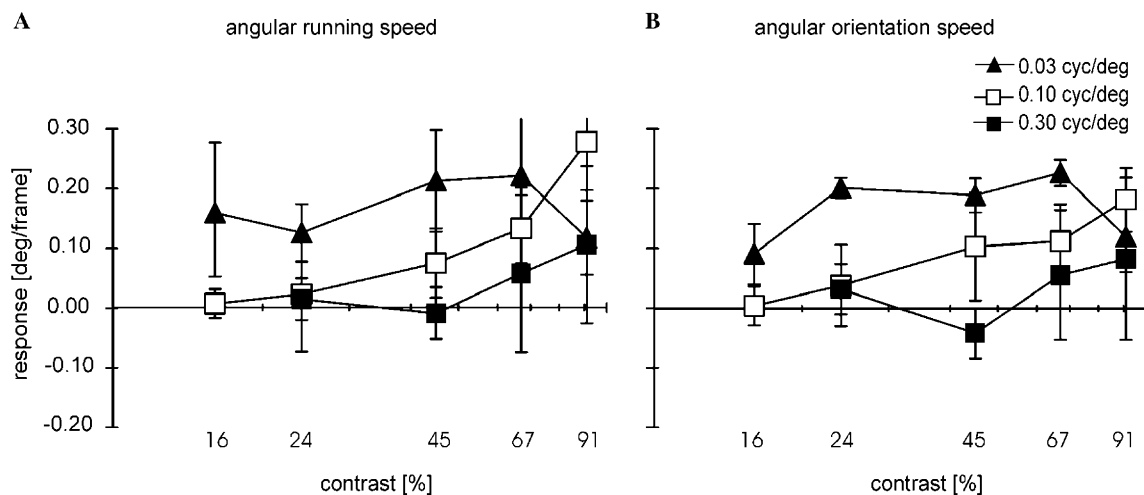 A angular running speed
B angular orientation speed
0.03 cyc/deg
0.10 cyc/deg
0.30 cyc/deg
response [deg/frame]
0.30
0.20
0.10
0.00
-0.10
-0.20
16 24 45 67 91
contrast [%]
16 24 45 67 91
contrast [%]